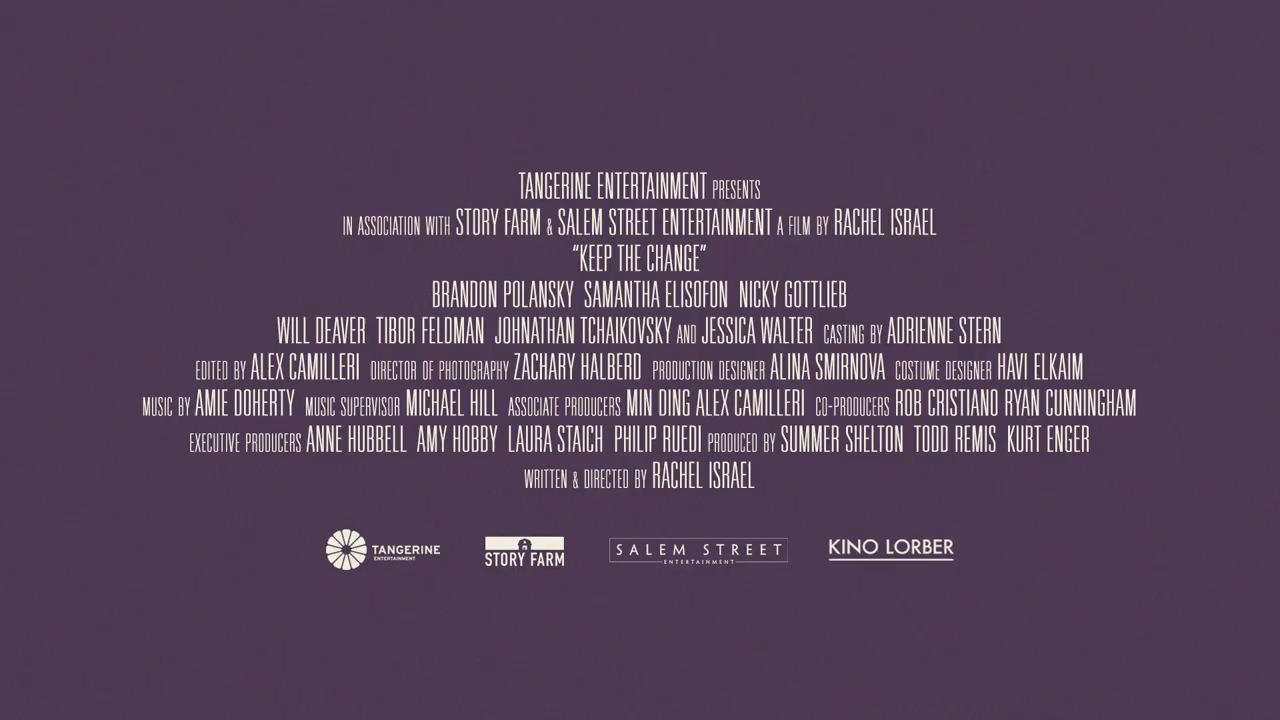 TANGERINE ENTERTAINMENT PRESENTS
IN ASSOCIATION WITH STORY FARM & SALEM STREET ENTERTAINMENT A FILM BY RACHEL ISRAEL
“KEEP THE CHANGE”
BRANDON POLANSKY SAMANTHA ELISOFON NICKY GOTTLIEB
WILL DEAVER TIBOR FELDMAN JOHNATHAN TCHAIKOVSKY AND JESSICA WALTER CASTING BY ADRIENNE STERN
EDITED BY ALEX CAMILLERI DIRECTOR OF PHOTOGRAPHY ZACHARY HALBERD PRODUCTION DESIGNER ALINA SMIRNOVA COSTUME DESIGNER HAVI ELKAIM
MUSIC BY AMIE DOHERTY MUSIC SUPERVISOR MICHAEL HILL ASSOCIATE PRODUCERS MIN DING ALEX CAMILLERI CO-PRODUCERS ROB CRISTIANO RYAN CUNNINGHAM
EXECUTIVE PRODUCERS ANNE HUBBELL AMY HOBBY LAURA STAICH PHILIP RUEDI PRODUCED BY SUMMER SHELTON TODD REMIS KURT ENGER
WRITTEN & DIRECTED BY RACHEL ISRAEL
TANGERINE
ENTERTAINMENT
STORY FARM
SALEM STREET
ENTERTAINMENT
KINO LORBER